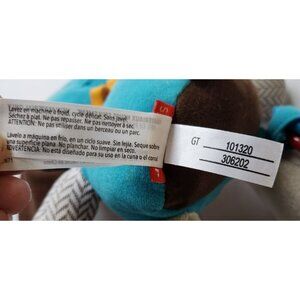 Lavez en machine à froid, cycle délicat. Sans javel.
Séchez à plat. Ne pas repasser. Ne pas nettoyer à sec.
ATTENTION: Ne pas utiliser dans un berceau ou un parc.
Lávelo a máquina en frío, en un ciclo suave. Sin lejía. Seque sobre
una superficie plana. No planchar. No limpiar en seco.
ADVERTENCIA: No fue diseñado para su uso en la cuna o el corral
GT 101320
306202